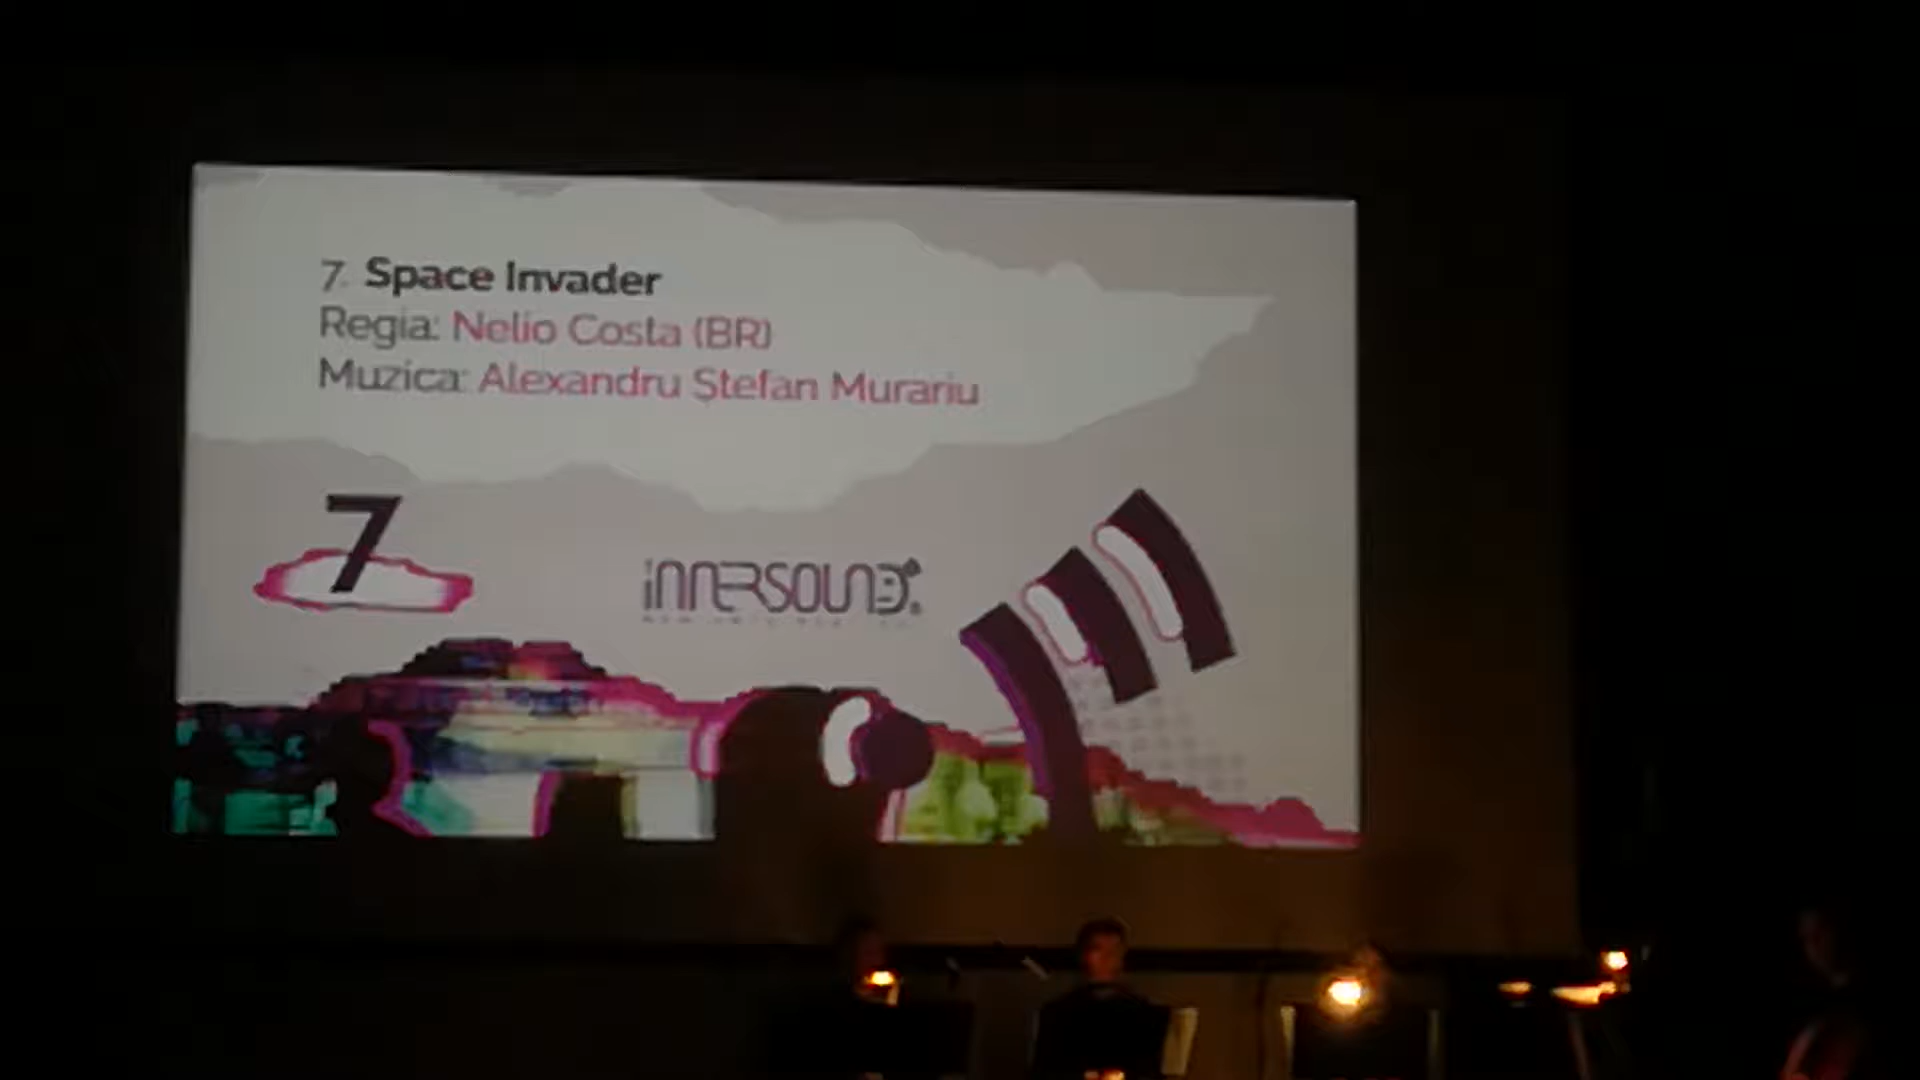 7. Space Invader
Regia: Nelio Costa (BR)
Muzica: Alexandru Ștefan Murariu
7
iNNERSOUND